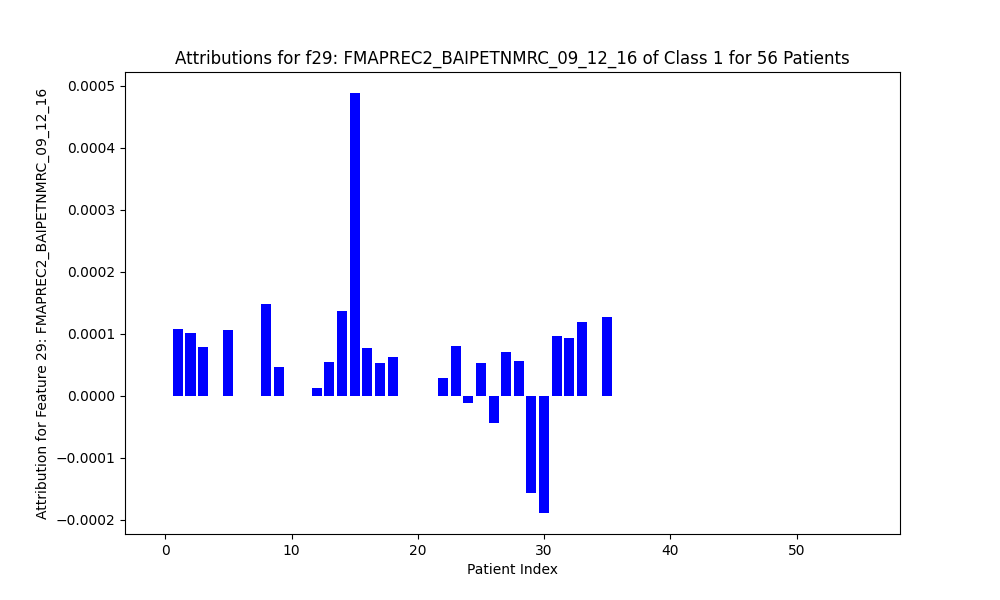 Attributions for f29: FMAPREC2_BAIPETNMRC_09_12_16 of Class 1 for 56 Patients
Attribution for Feature 29: FMAPREC2_BAIPETNMRC_09_12_16
0.0005
0.0004
0.0003
0.0002
0.0001
0.0000
−0.0001
−0.0002
0 10 20 30 40 50
Patient Index